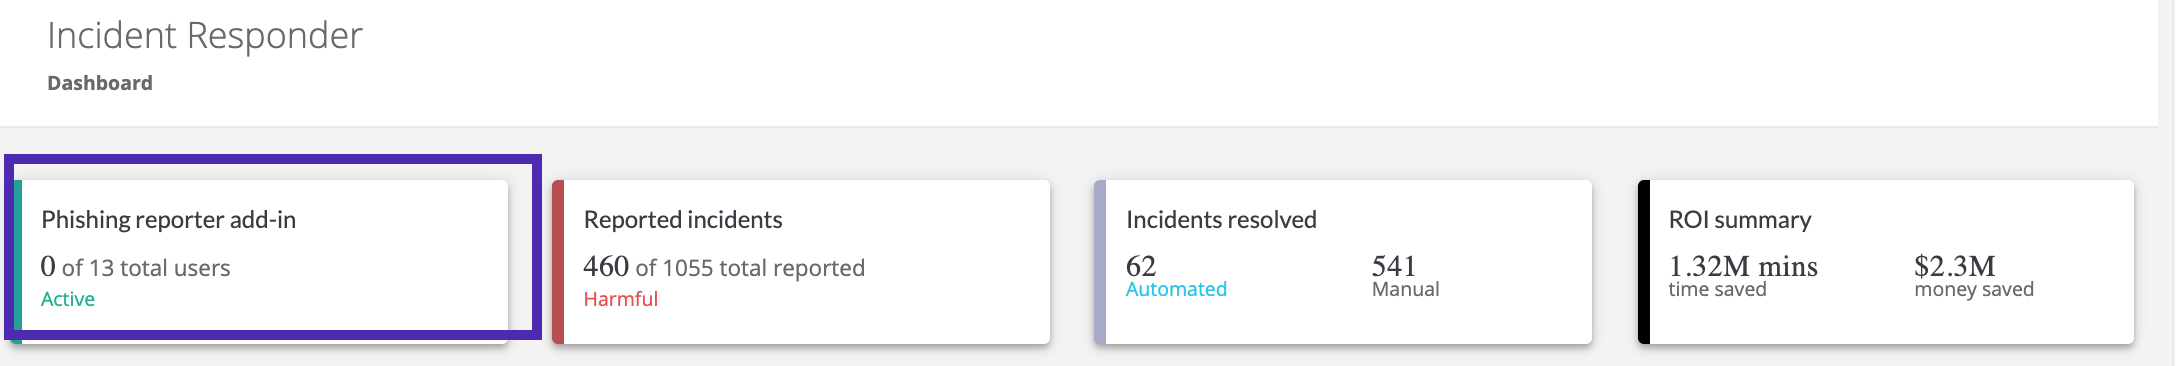 Incident Responder
Dashboard
Phishing reporter add-in
0 of 13 total users
Active
Reported incidents
460 of 1055 total reported
Harmful
Incidents resolved
62 541
Automated Manual
ROI summary
1.32M mins $2.3M
time saved money saved